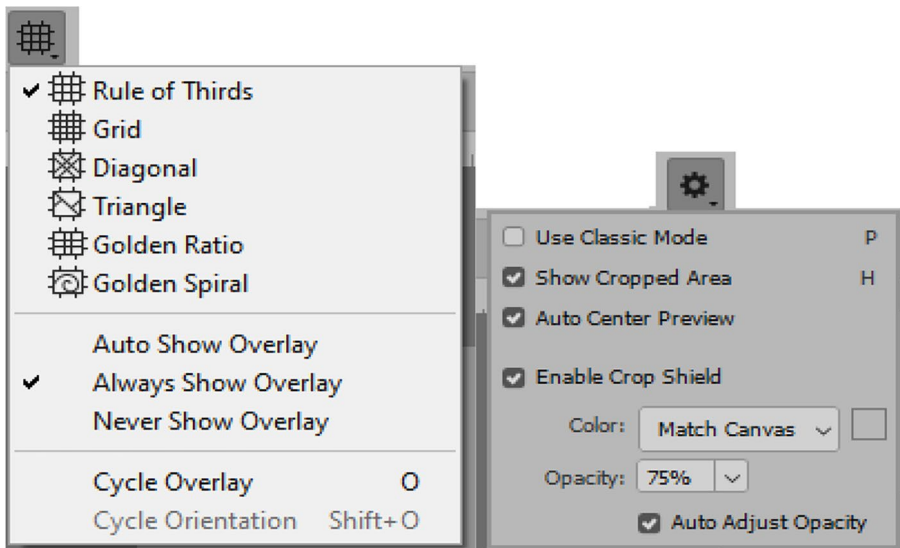 Rule of Thirds
Grid
Diagonal
Triangle
Golden Ratio
Golden Spiral
Auto Show Overlay
Always Show Overlay
Never Show Overlay
Cycle Overlay O
Cycle Orientation Shift+O
Use Classic Mode P
Show Cropped Area H
Auto Center Preview
Enable Crop Shield
Color: Match Canvas
Opacity: 75%
Auto Adjust Opacity